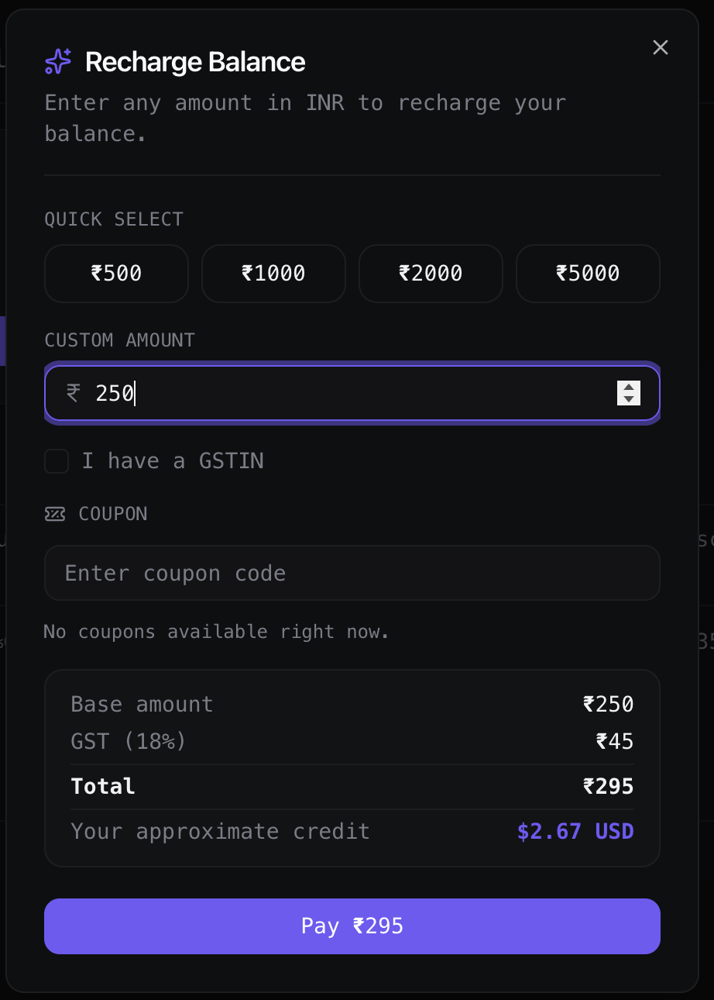 Recharge Balance
Enter any amount in INR to recharge your
balance.
QUICK SELECT
₹500 ₹1000 ₹2000 ₹5000
CUSTOM AMOUNT
₹ 250
I have a GSTIN
COUPON
Enter coupon code
No coupons available right now.
Base amount ₹250
GST (18%) ₹45
Total ₹295
Your approximate credit $2.67 USD
Pay ₹295